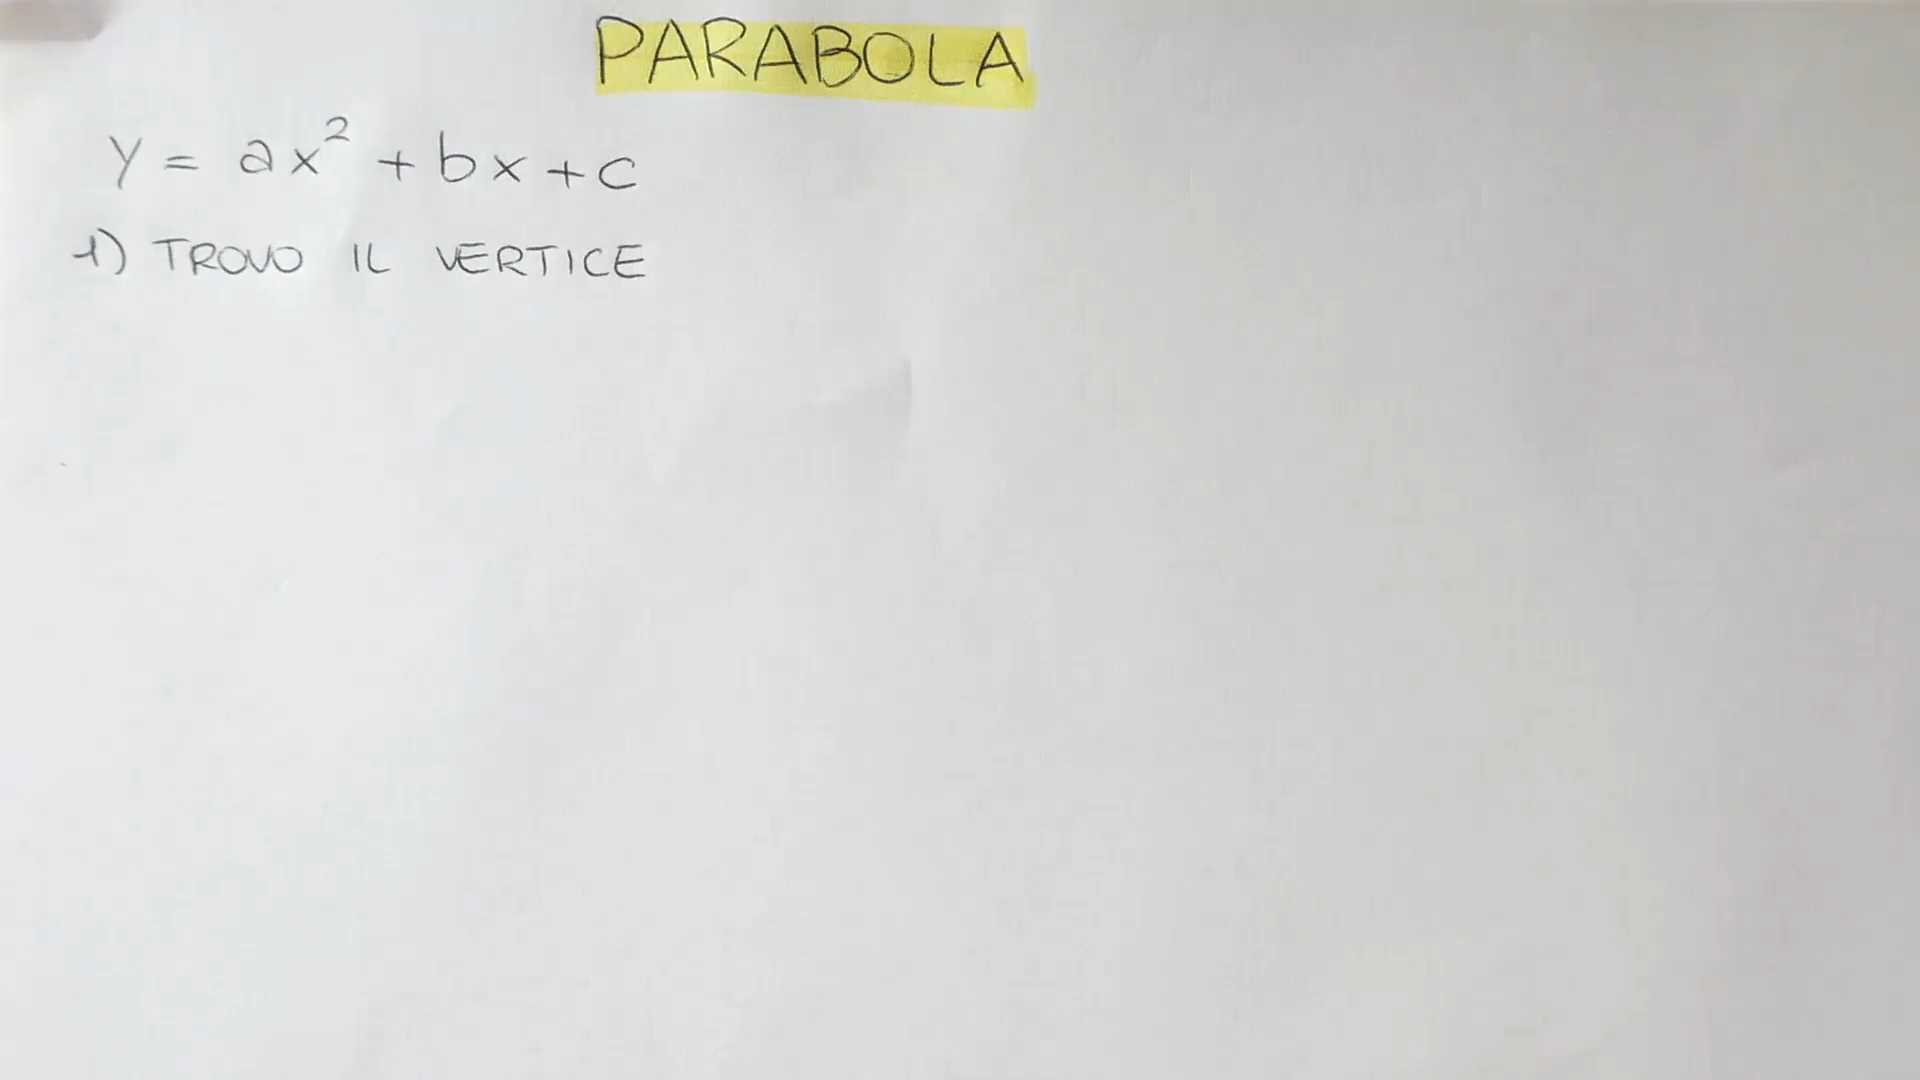 PARABOLA
y = ax² + bx + c
1) TROVO IL VERTICE